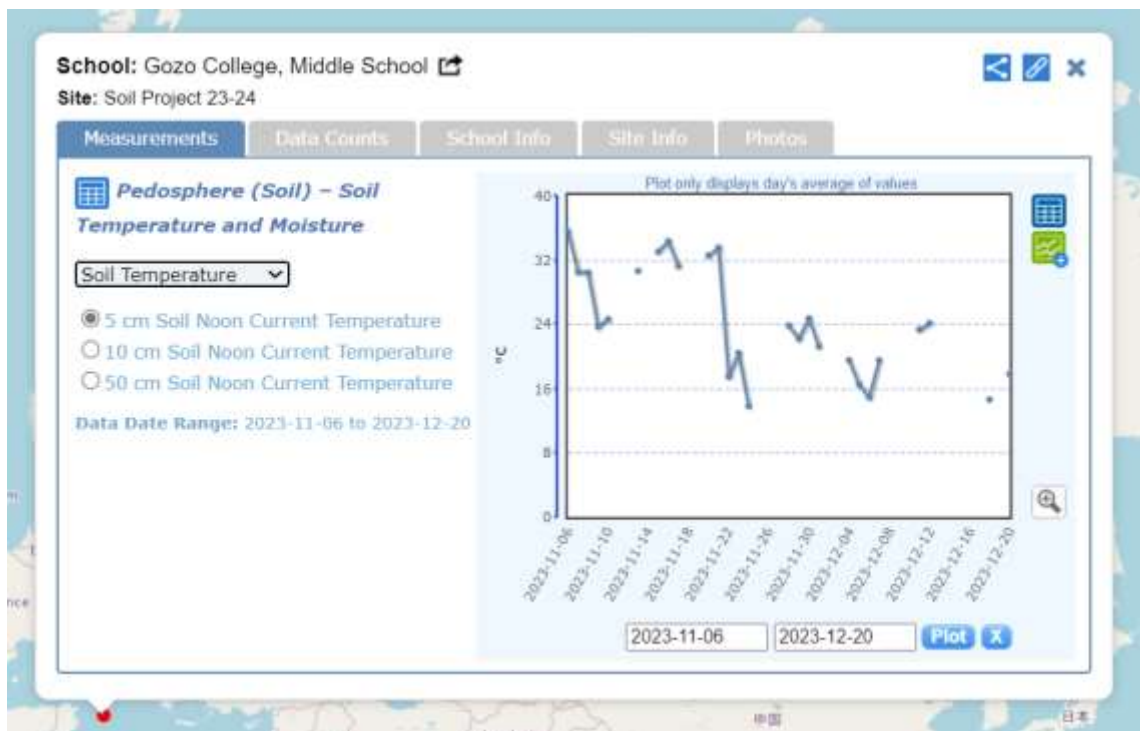 School: Gozo College, Middle School
Site: Soil Project 23-24
Measurements
Data Counts
School Info
Site Info
Photos
Pedosphere (Soil) – Soil
Temperature and Moisture
Soil Temperature
5 cm Soil Noon Current Temperature
10 cm Soil Noon Current Temperature
50 cm Soil Noon Current Temperature
Data Date Range: 2023-11-06 to 2023-12-20
Plot only displays day's average of values
40
32
24
16
8
0
°C
2023-11-06
2023-11-10
2023-11-14
2023-11-18
2023-11-22
2023-11-26
2023-11-30
2023-12-04
2023-12-08
2023-12-12
2023-12-16
2023-12-20
2023-11-06
2023-12-20
Plot
X
中国
日本